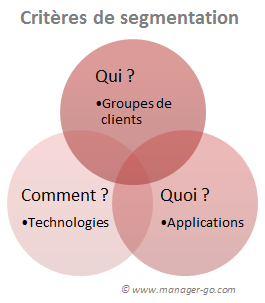 Critères de segmentation
Qui ?
•Groupes de
clients
Comment ?
•Technologies
Quoi ?
•Applications
© www.manager-go.com